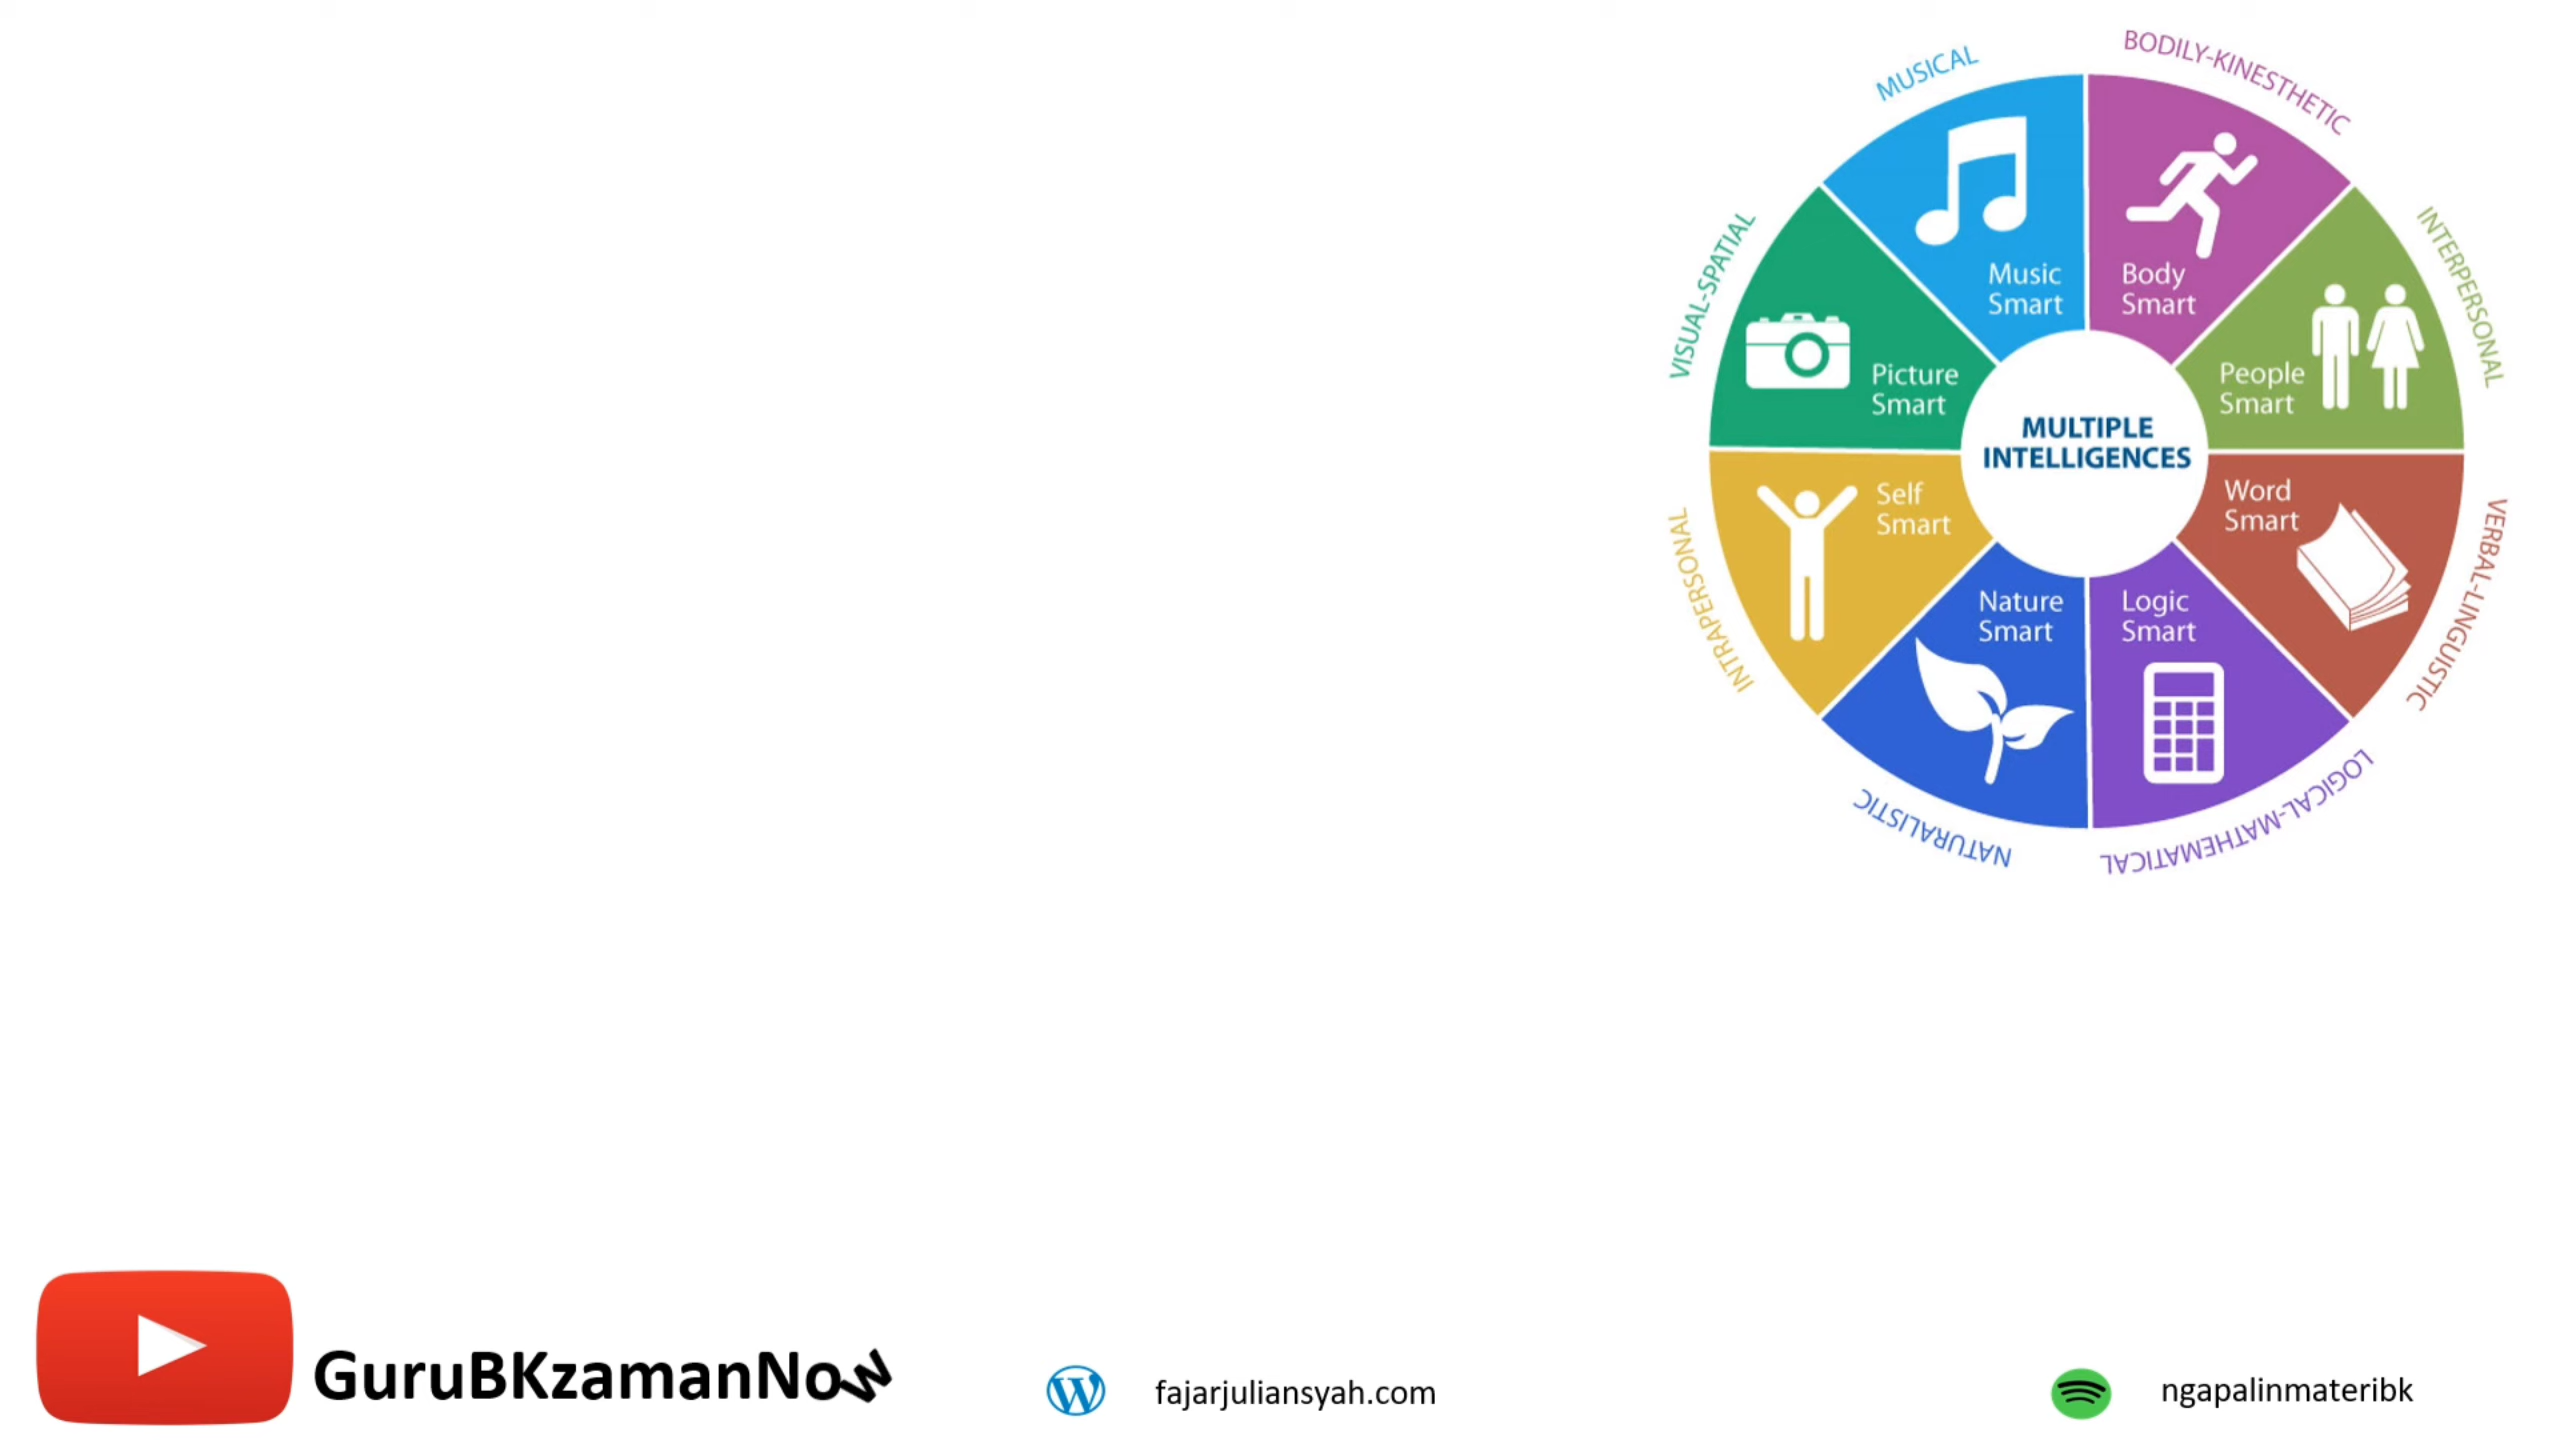 MUSICAL
BODILY-KINESTHETIC
VISUAL-SPATIAL
INTERPERSONAL
Music
Smart
Body
Smart
Picture
Smart
People
Smart
MULTIPLE
INTELLIGENCES
Self
Smart
Word
Smart
INTRAPERSONAL
VERBAL-LINGUISTIC
Nature
Smart
Logic
Smart
NATURALISTIC
LOGICAL-MATHEMATICAL
GuruBKzamanNow
fajarjuliansyah.com
ngapalinmateribk